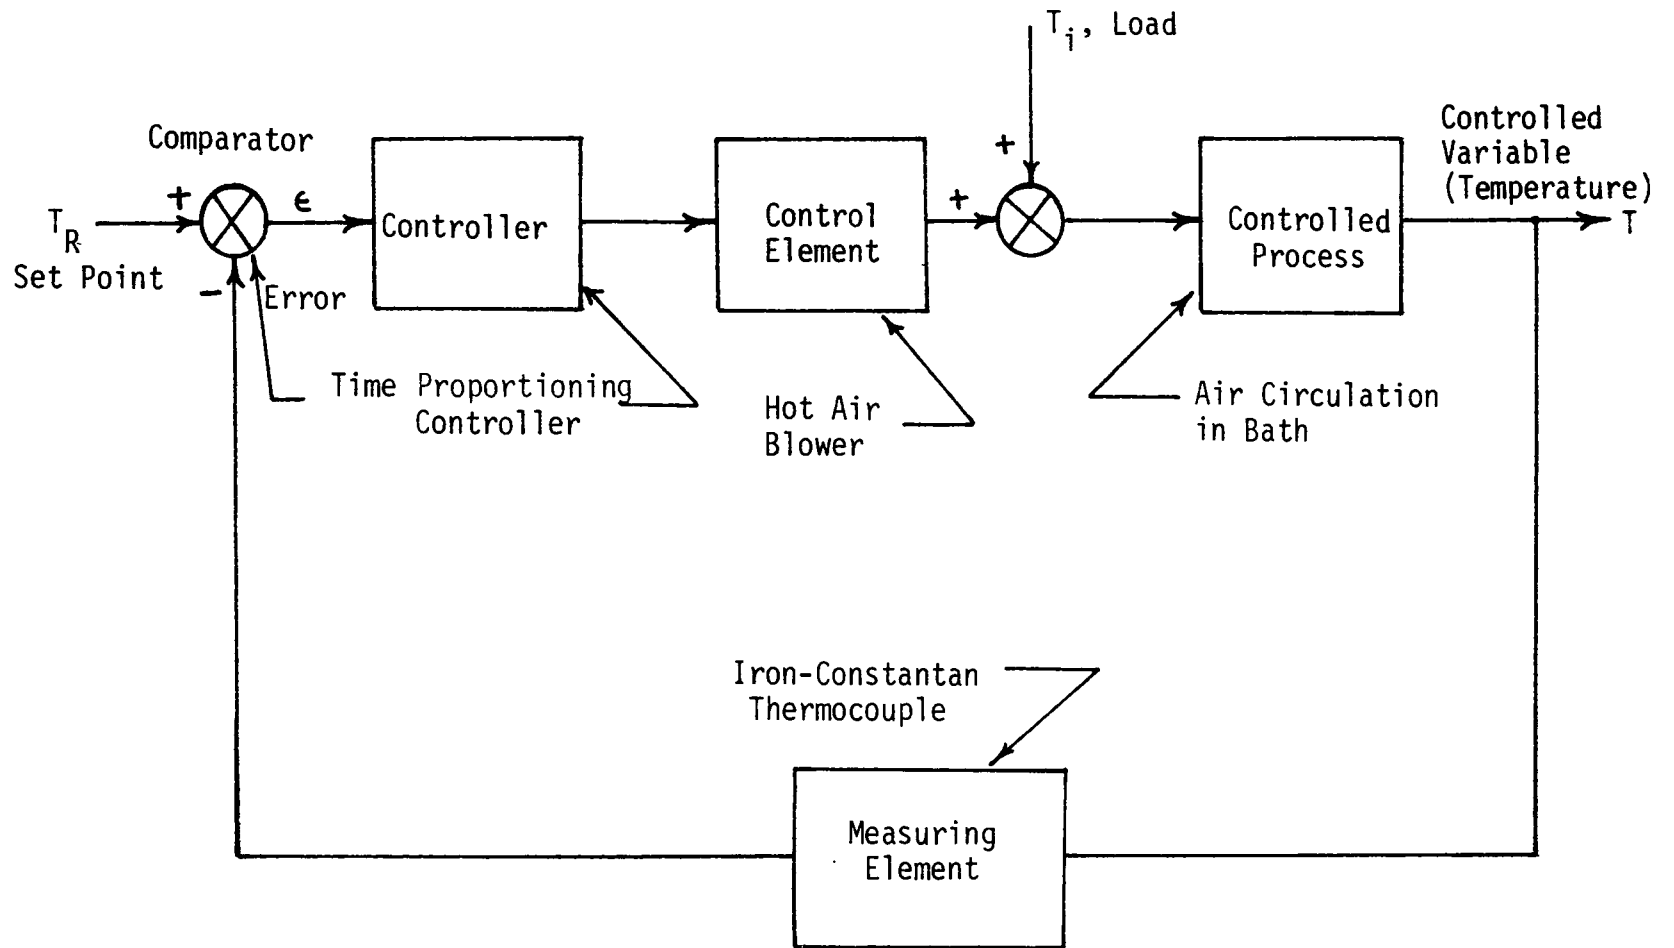 T_i, Load
Comparator
Controlled
Variable
(Temperature)
+
+
+
T_R
Set Point
ϵ
Controller
Control
Element
Controlled
Process
T
-
Error
Time Proportioning
Controller
Hot Air
Blower
Air Circulation
in Bath
Iron-Constantan
Thermocouple
Measuring
Element